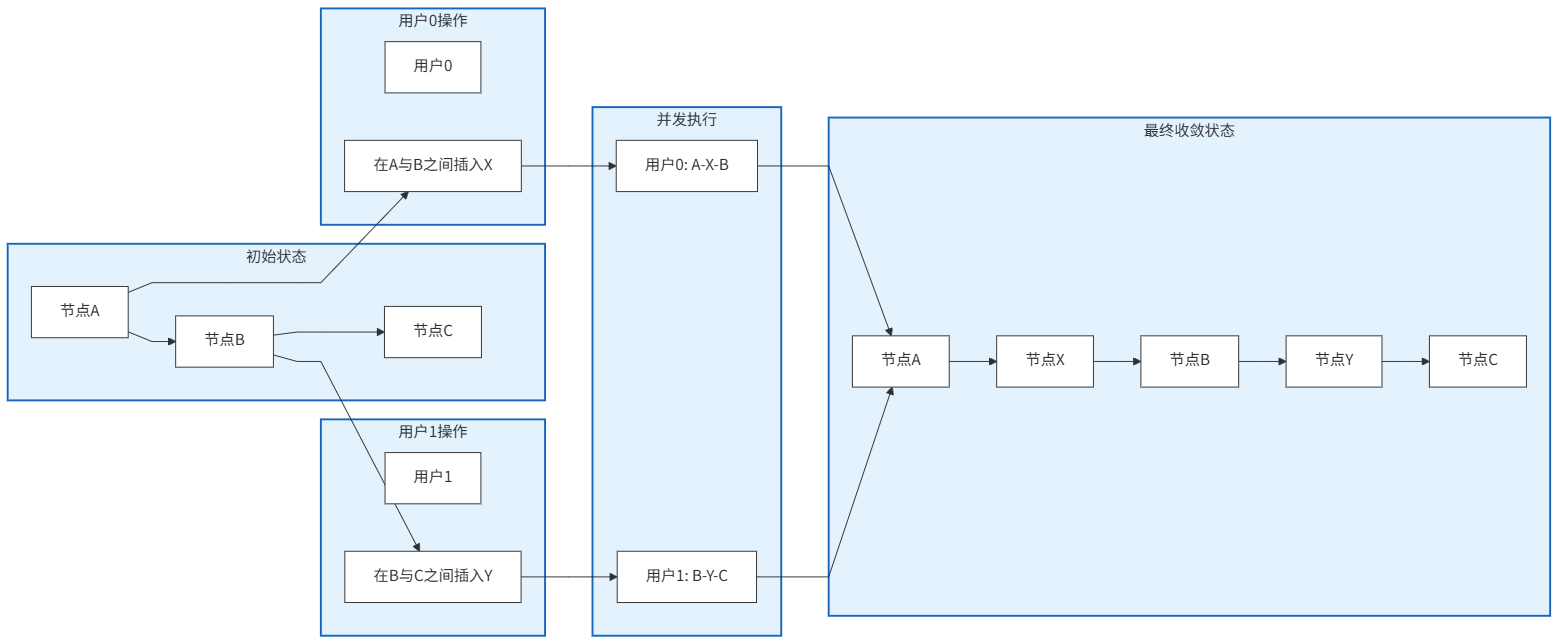 用户0操作
用户0
在A与B之间插入X
初始状态
节点A
节点B
节点C
用户1操作
用户1
在B与C之间插入Y
并发执行
用户0: A-X-B
用户1: B-Y-C
最终收敛状态
节点A
节点X
节点B
节点Y
节点C